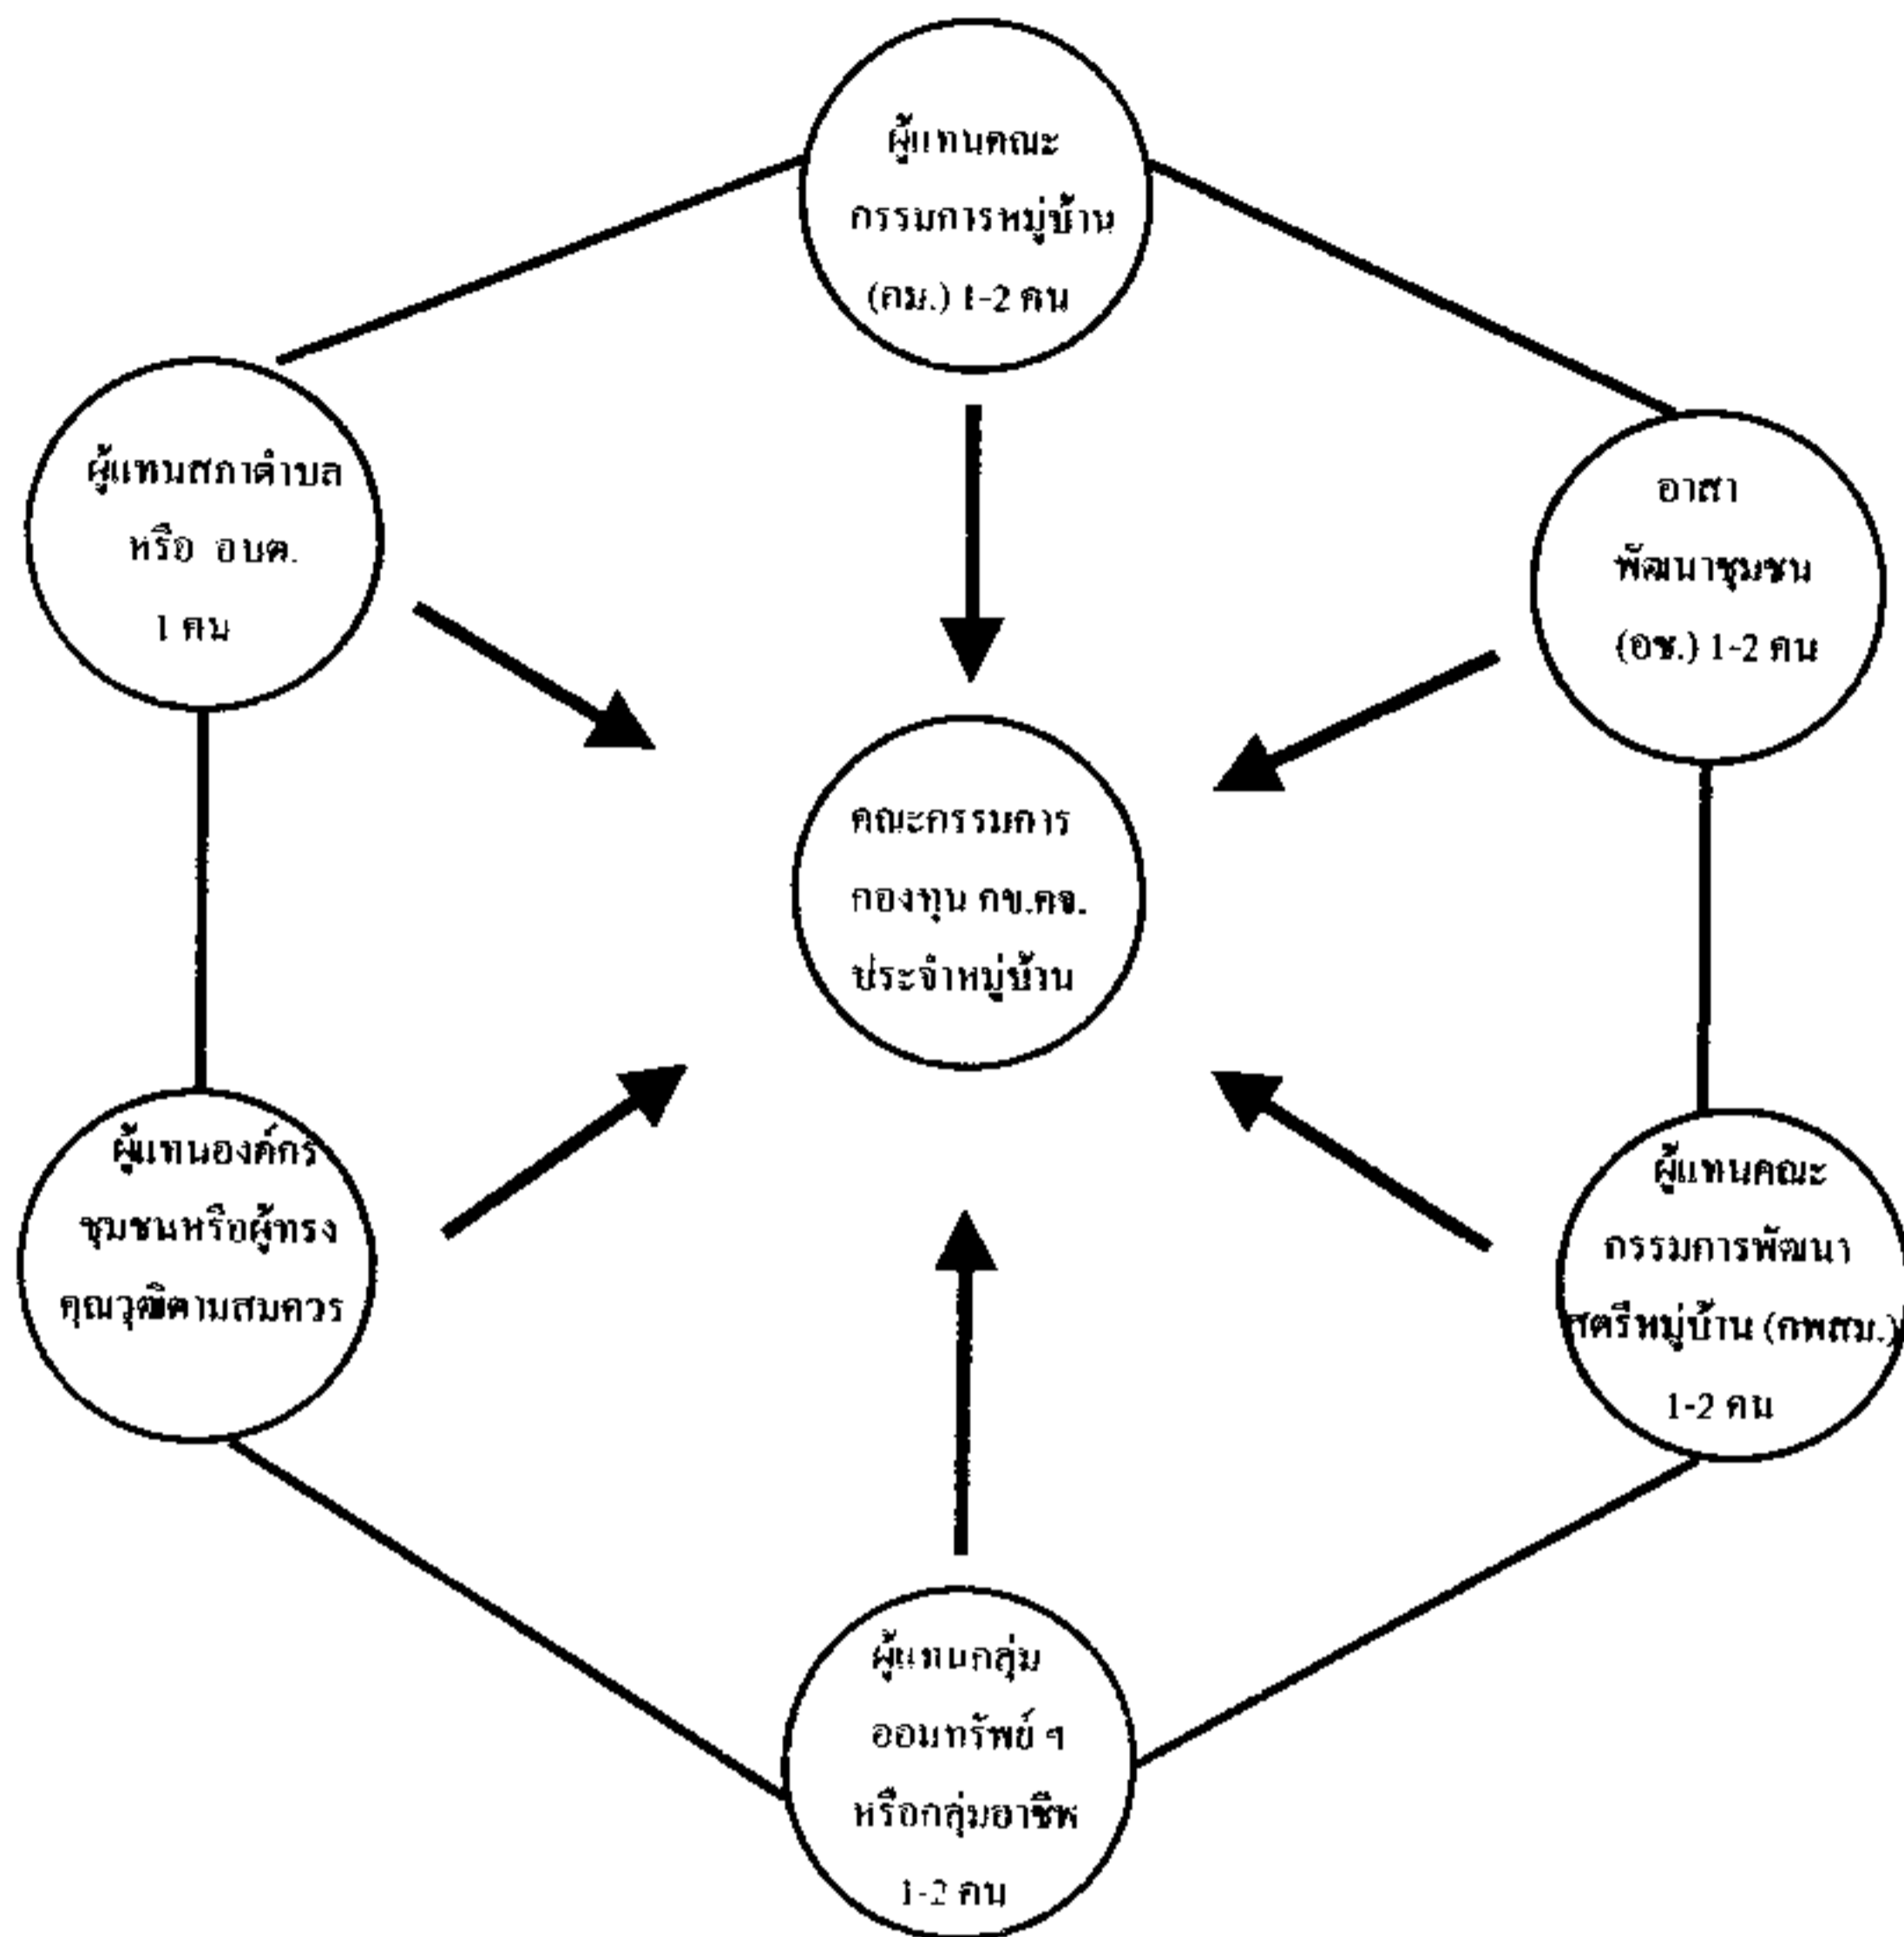 ผู้แทนคณะ
กรรมการหมู่บ้าน
(กม.) 1-2 คน
ผู้แทนสภาตำบล
หรือ อบต.
1 คน
อาสา
พัฒนาชุมชน
(อช.) 1-2 คน
คณะกรรมการ
กองทุน กข.คจ.
ประจำหมู่บ้าน
ผู้แทนองค์กร
ชุมชนหรือผู้ทรง
คุณวุฒิตามสมควร
ผู้แทนคณะ
กรรมการพัฒนา
สตรีหมู่บ้าน (กพสม.)
1-2 คน
ผู้แทนกลุ่ม
ออมทรัพย์ ฯ
หรือกลุ่มอาชีพ
1-2 คน